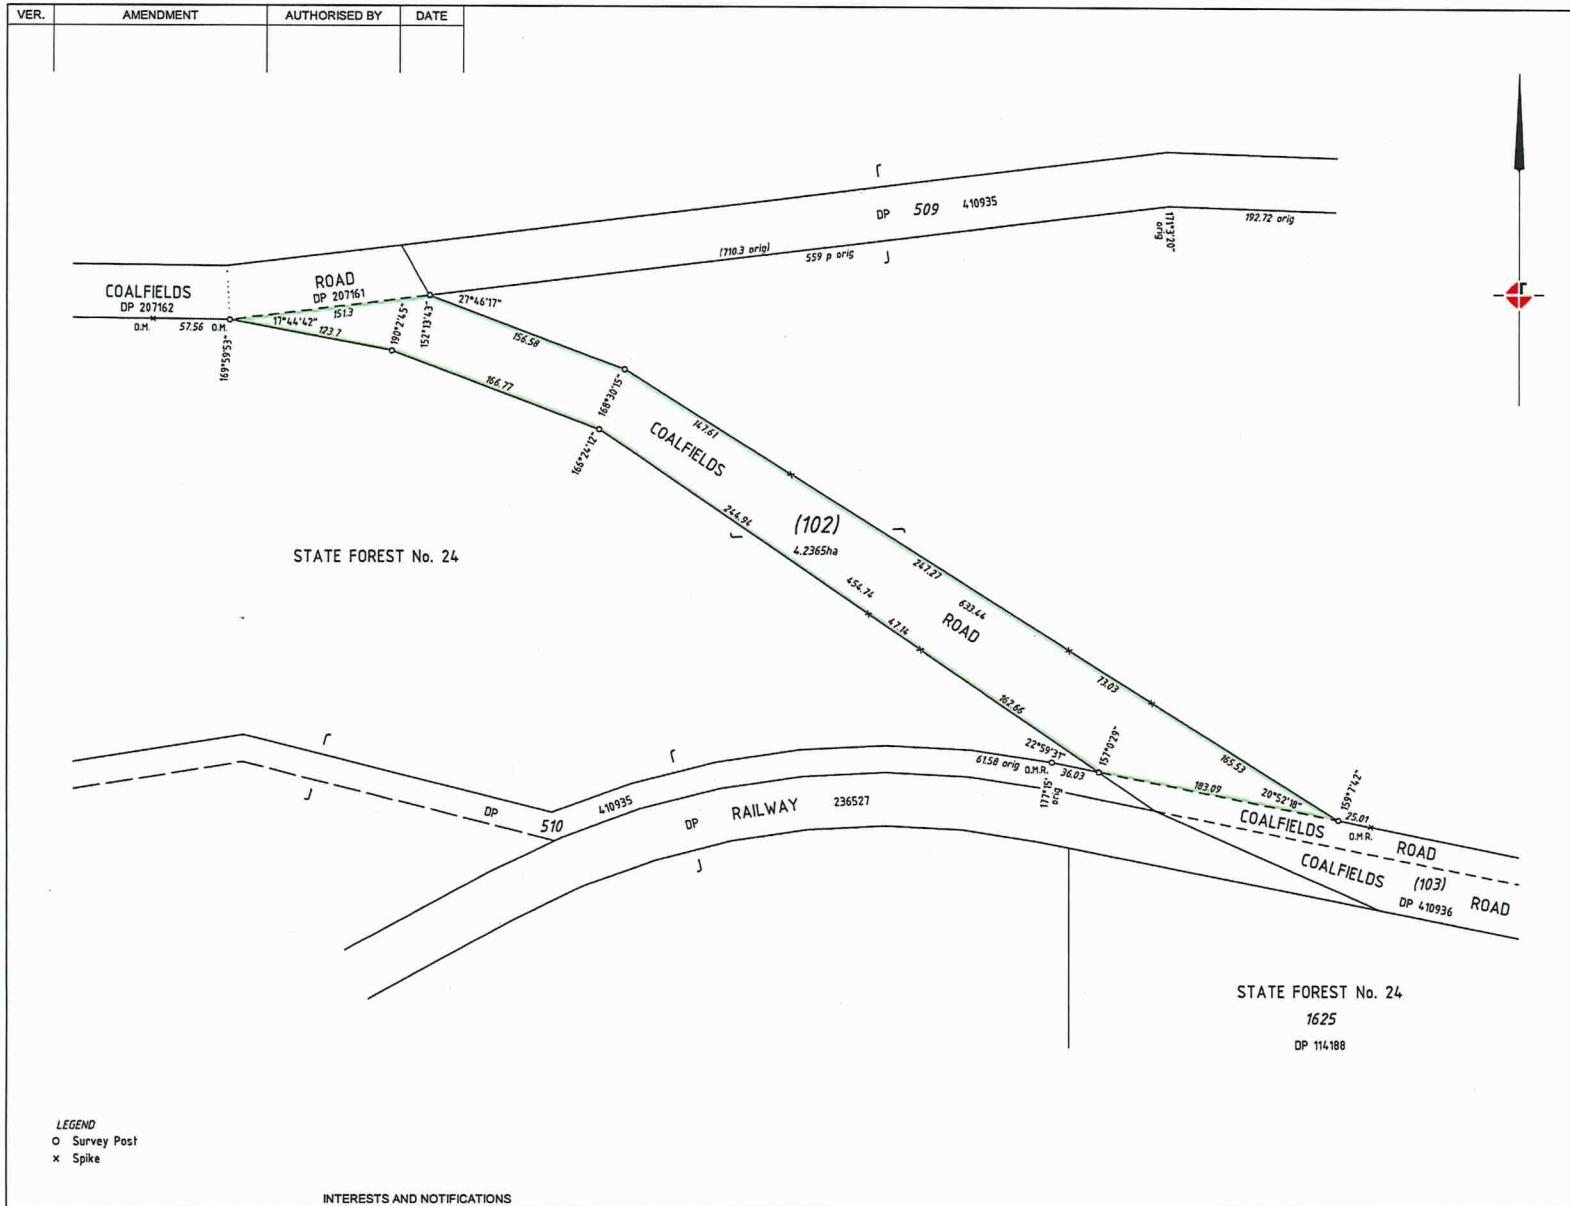 VER. AMENDMENT AUTHORISED BY DATE
DP 509 410935
171°3'20"
orig
192.72 orig
(710.3 orig)
559 p orig
COALFIELDS
DP 207162
ROAD
DP 207161
151.3
27°46'17"
O.M. 57.56 O.M.
17°44'42"
123.7
190°2'45"
152°13'43"
169°59'53"
156.58
166.77
168°30'15"
166°24'12"
147.61
COALFIELDS
244.94
(102)
4.2365ha
STATE FOREST No. 24
247.27
454.74
633.44
ROAD
47.14
73.03
162.66
165.53
22°59'31"
157°0'29"
61.58 orig O.M.R. 36.03
177°15'
orig
183.09
20°52'18"
159°7'42"
25.01
O.M.R.
DP 510 410935
DP RAILWAY 236527
COALFIELDS ROAD
COALFIELDS (103) ROAD
DP 410936
STATE FOREST No. 24
1625
DP 114188
LEGEND
o Survey Post
x Spike
INTERESTS AND NOTIFICATIONS